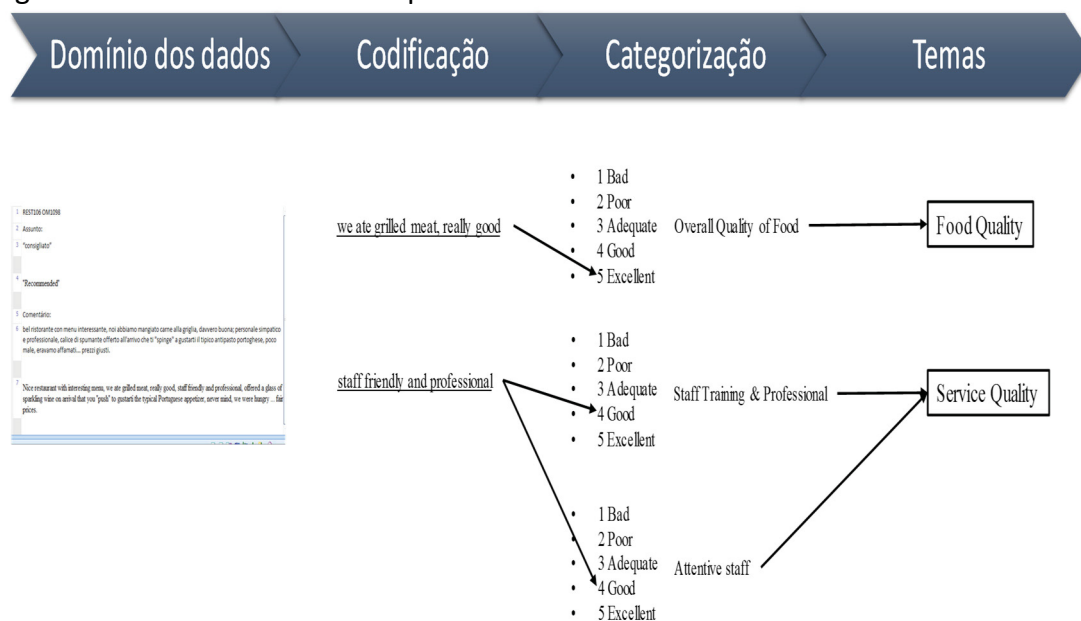 Domínio dos dados
Codificação
Categorização
Temas
1 REST106 OM1098
2 Assunto:
3 "consigliato"
4 "Recommended"
5 Comentário:
6 bel ristorante con menu interessante, noi abbiamo mangiato carne alla griglia, davvero buona; personale simpatico
e professionale, calice di spumante offerto all'arrivo che ti "spinge" a gustarti il tipico antipasto portoghese, poco
male, eravamo affamati... prezzi giusti.
7 Nice restaurant with interesting menu, we ate grilled meat, really good, staff friendly and professional, offered a glass of
sparkling wine on arrival that you "push" to gustarti the typical Portuguese appetizer, never mind, we were hungry ... fair
prices.
we ate grilled meat, really good
• 1 Bad
• 2 Poor
• 3 Adequate
• 4 Good
• 5 Excellent
Overall Quality of Food
Food Quality
staff friendly and professional
• 1 Bad
• 2 Poor
• 3 Adequate
• 4 Good
• 5 Excellent
Staff Training & Professional
Service Quality
• 1 Bad
• 2 Poor
• 3 Adequate
• 4 Good
• 5 Excellent
Attentive staff